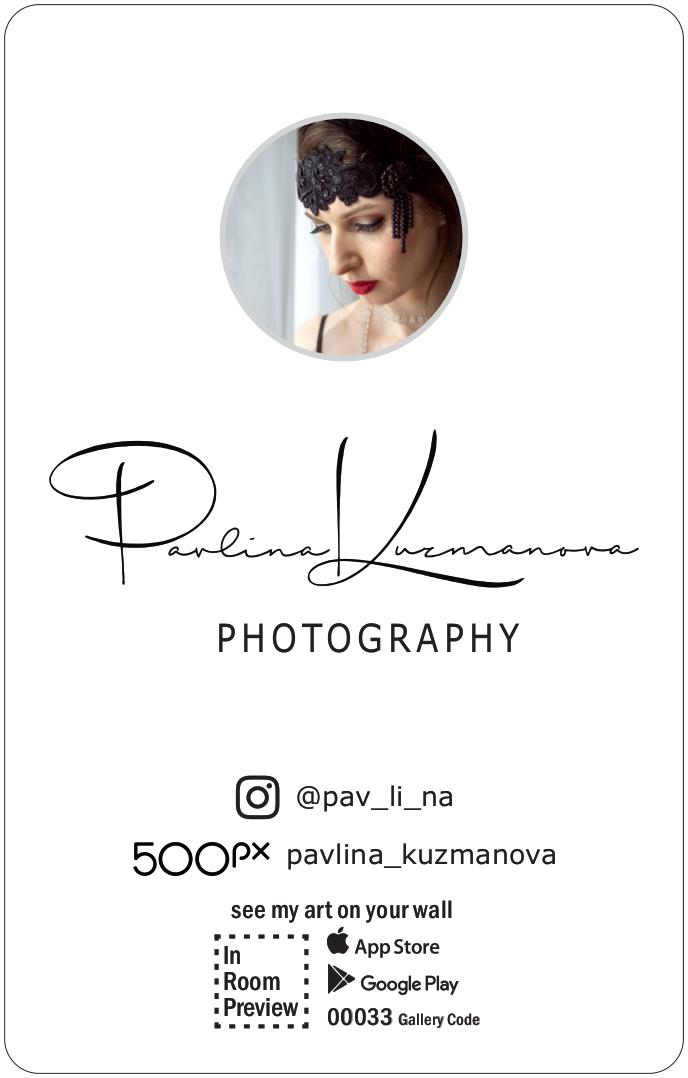 Pavlina Kuzmanova
PHOTOGRAPHY
@pav_li_na
500px pavlina_kuzmanova
see my art on your wall
In
Room
Preview
App Store
Google Play
00033 Gallery Code